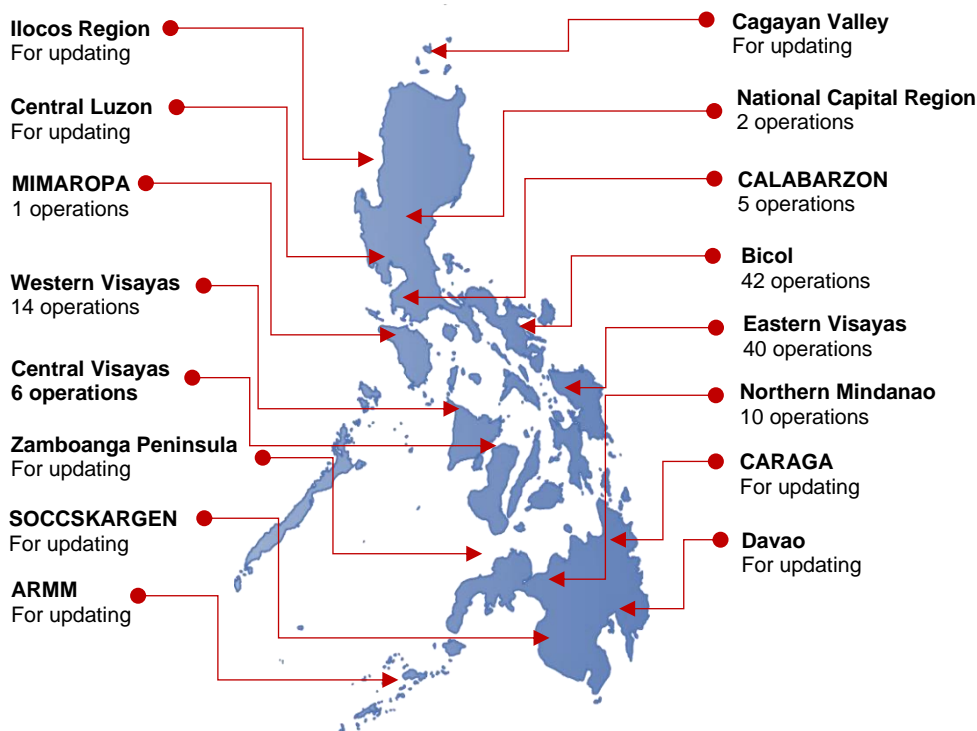 Ilocos Region
For updating
Central Luzon
For updating
MIMAROPA
1 operations
Western Visayas
14 operations
Central Visayas
6 operations
Zamboanga Peninsula
For updating
SOCCSKARGEN
For updating
ARMM
For updating
Cagayan Valley
For updating
National Capital Region
2 operations
CALABARZON
5 operations
Bicol
42 operations
Eastern Visayas
40 operations
Northern Mindanao
10 operations
CARAGA
For updating
Davao
For updating